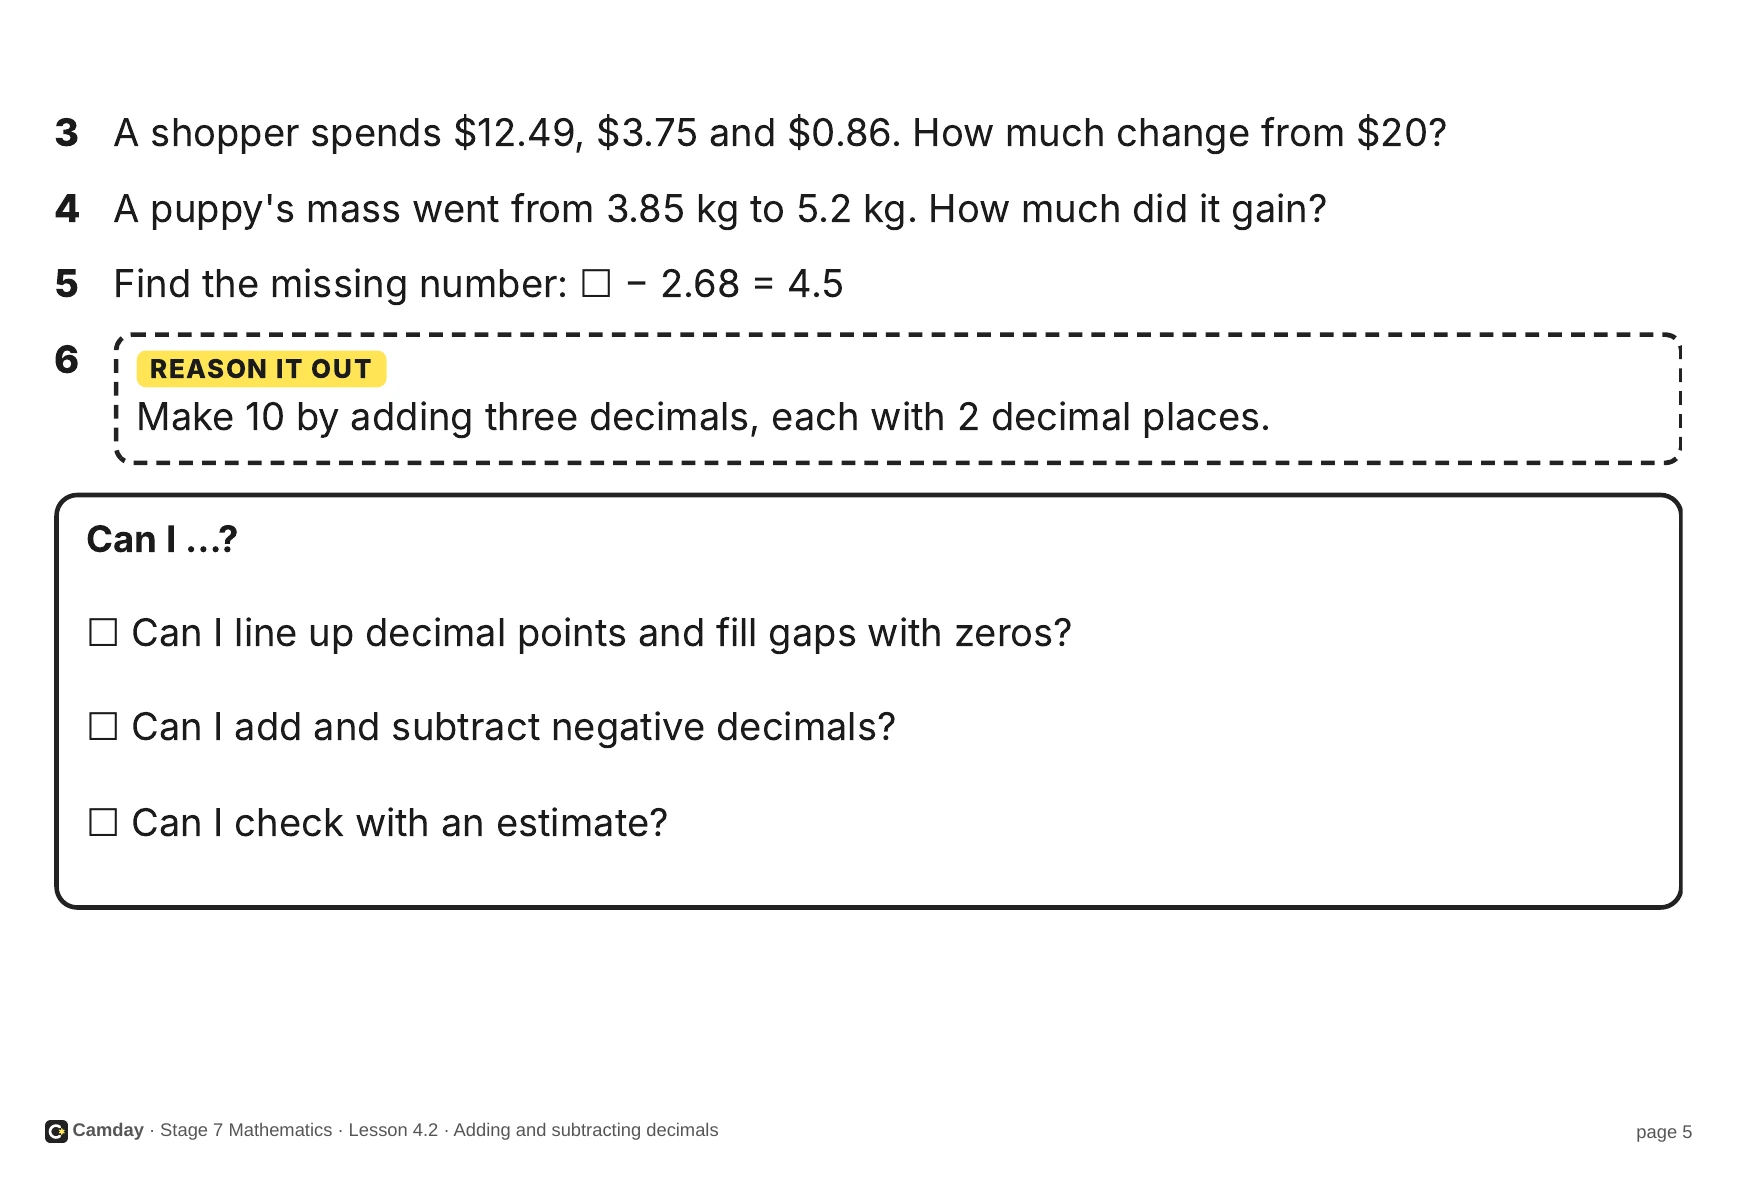 3 A shopper spends $12.49, $3.75 and $0.86. How much change from $20?
4 A puppy's mass went from 3.85 kg to 5.2 kg. How much did it gain?
5 Find the missing number: ☐ − 2.68 = 4.5
6
REASON IT OUT
Make 10 by adding three decimals, each with 2 decimal places.
Can I …?
☐ Can I line up decimal points and fill gaps with zeros?
☐ Can I add and subtract negative decimals?
☐ Can I check with an estimate?
Camday · Stage 7 Mathematics · Lesson 4.2 · Adding and subtracting decimals
page 5